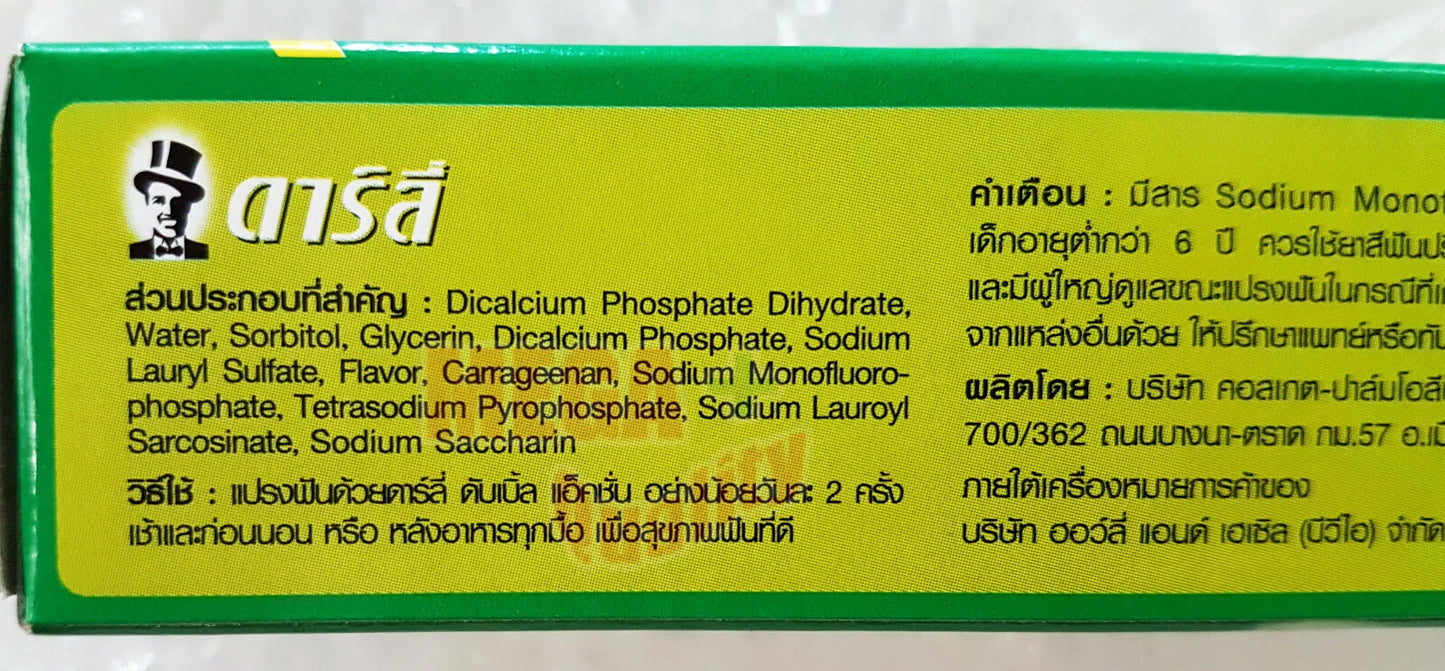 ดาร์ลี่
ส่วนประกอบที่สำคัญ : Dicalcium Phosphate Dihydrate,
Water, Sorbitol, Glycerin, Dicalcium Phosphate, Sodium
Lauryl Sulfate, Flavor, Carrageenan, Sodium Monofluoro-
phosphate, Tetrasodium Pyrophosphate, Sodium Lauroyl
Sarcosinate, Sodium Saccharin
วิธีใช้ : แปรงฟันด้วยดาร์ลี่ ดับเบิ้ล แอ็คชั่น อย่างน้อยวันละ 2 ครั้ง
เช้าและก่อนนอน หรือ หลังอาหารทุกมื้อ เพื่อสุขภาพฟันที่ดี
คำเตือน : มีสาร Sodium
เด็กอายุต่ำกว่า 6 ปี ควรใช้ยาสีฟัน
และมีผู้ใหญ่ดูแลขณะแปรงฟันในกรณีที่
จากแหล่งอื่นด้วย ให้ปรึกษาแพทย์หรือ
ผลิตโดย : บริษัท คอลเกต-ปาล์มโอลี
700/362 ถนนบางนา-ตราด กม.57 อ.
ภายใต้เครื่องหมายการค้าของ
บริษัท ฮอว์ลี่ แอนด์ เฮเซิล (บีวีไอ) จำกัด
MEGA
Quality